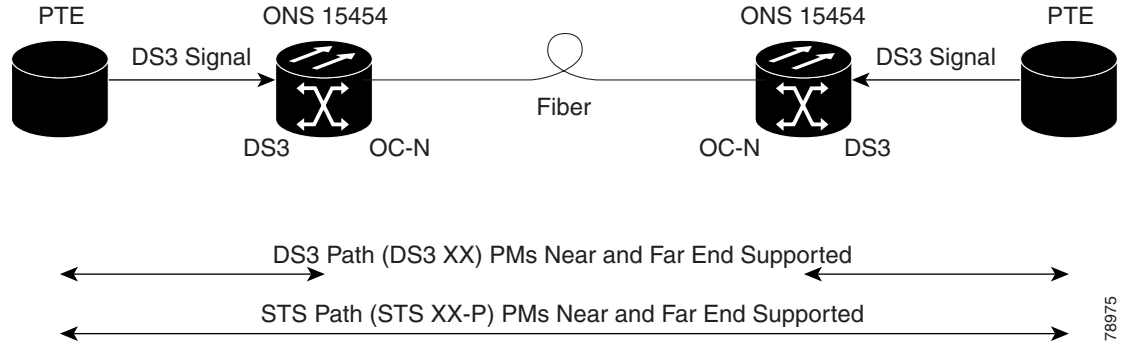 PTE
ONS 15454
ONS 15454
PTE
DS3 Signal
DS3 Signal
Fiber
DS3
OC-N
OC-N
DS3
DS3 Path (DS3 XX) PMs Near and Far End Supported
STS Path (STS XX-P) PMs Near and Far End Supported
78975